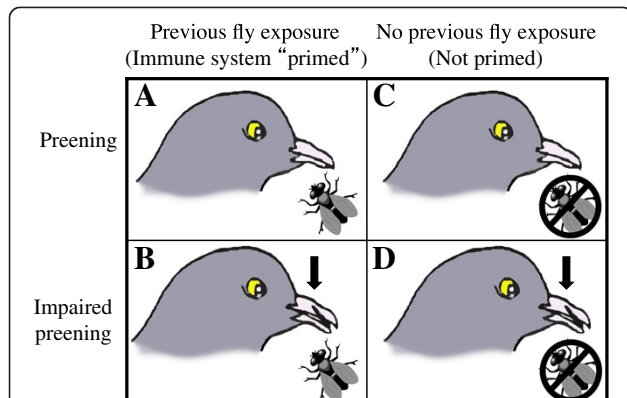 Previous fly exposure
(Immune system “primed”)
No previous fly exposure
(Not primed)
A
C
Preening
B
D
Impaired
preening